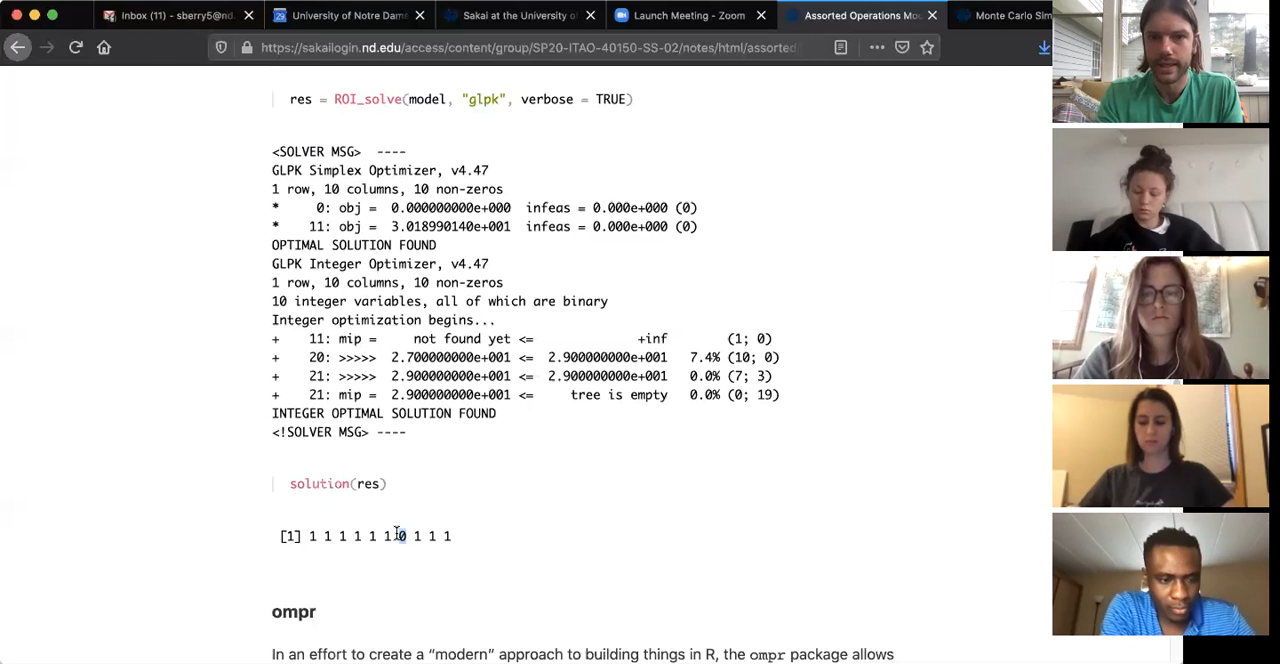 Inbox (11) - sberry5@nd.
University of Notre Dam
Sakai at the University o
Launch Meeting - Zoom
Assorted Operations Mo
Monte Carlo Sim
https://sakailogin.nd.edu/access/content/group/SP20-ITAO-40150-SS-02/notes/html/assorted
res = ROI_solve(model, "glpk", verbose = TRUE)
<SOLVER MSG> ----
GLPK Simplex Optimizer, v4.47
1 row, 10 columns, 10 non-zeros
* 0: obj = 0.000000000e+000 infeas = 0.000e+000 (0)
* 11: obj = 3.018990140e+001 infeas = 0.000e+000 (0)
OPTIMAL SOLUTION FOUND
GLPK Integer Optimizer, v4.47
1 row, 10 columns, 10 non-zeros
10 integer variables, all of which are binary
Integer optimization begins...
+ 11: mip = not found yet <= +inf (1; 0)
+ 20: >>>>> 2.700000000e+001 <= 2.900000000e+001 7.4% (10; 0)
+ 21: >>>>> 2.900000000e+001 <= 2.900000000e+001 0.0% (7; 3)
+ 21: mip = 2.900000000e+001 <= tree is empty 0.0% (0; 19)
INTEGER OPTIMAL SOLUTION FOUND
<!SOLVER MSG> ----
solution(res)
[1] 1 1 1 1 1 1 0 1 1 1
ompr
In an effort to create a “modern” approach to building things in R, the ompr package allows